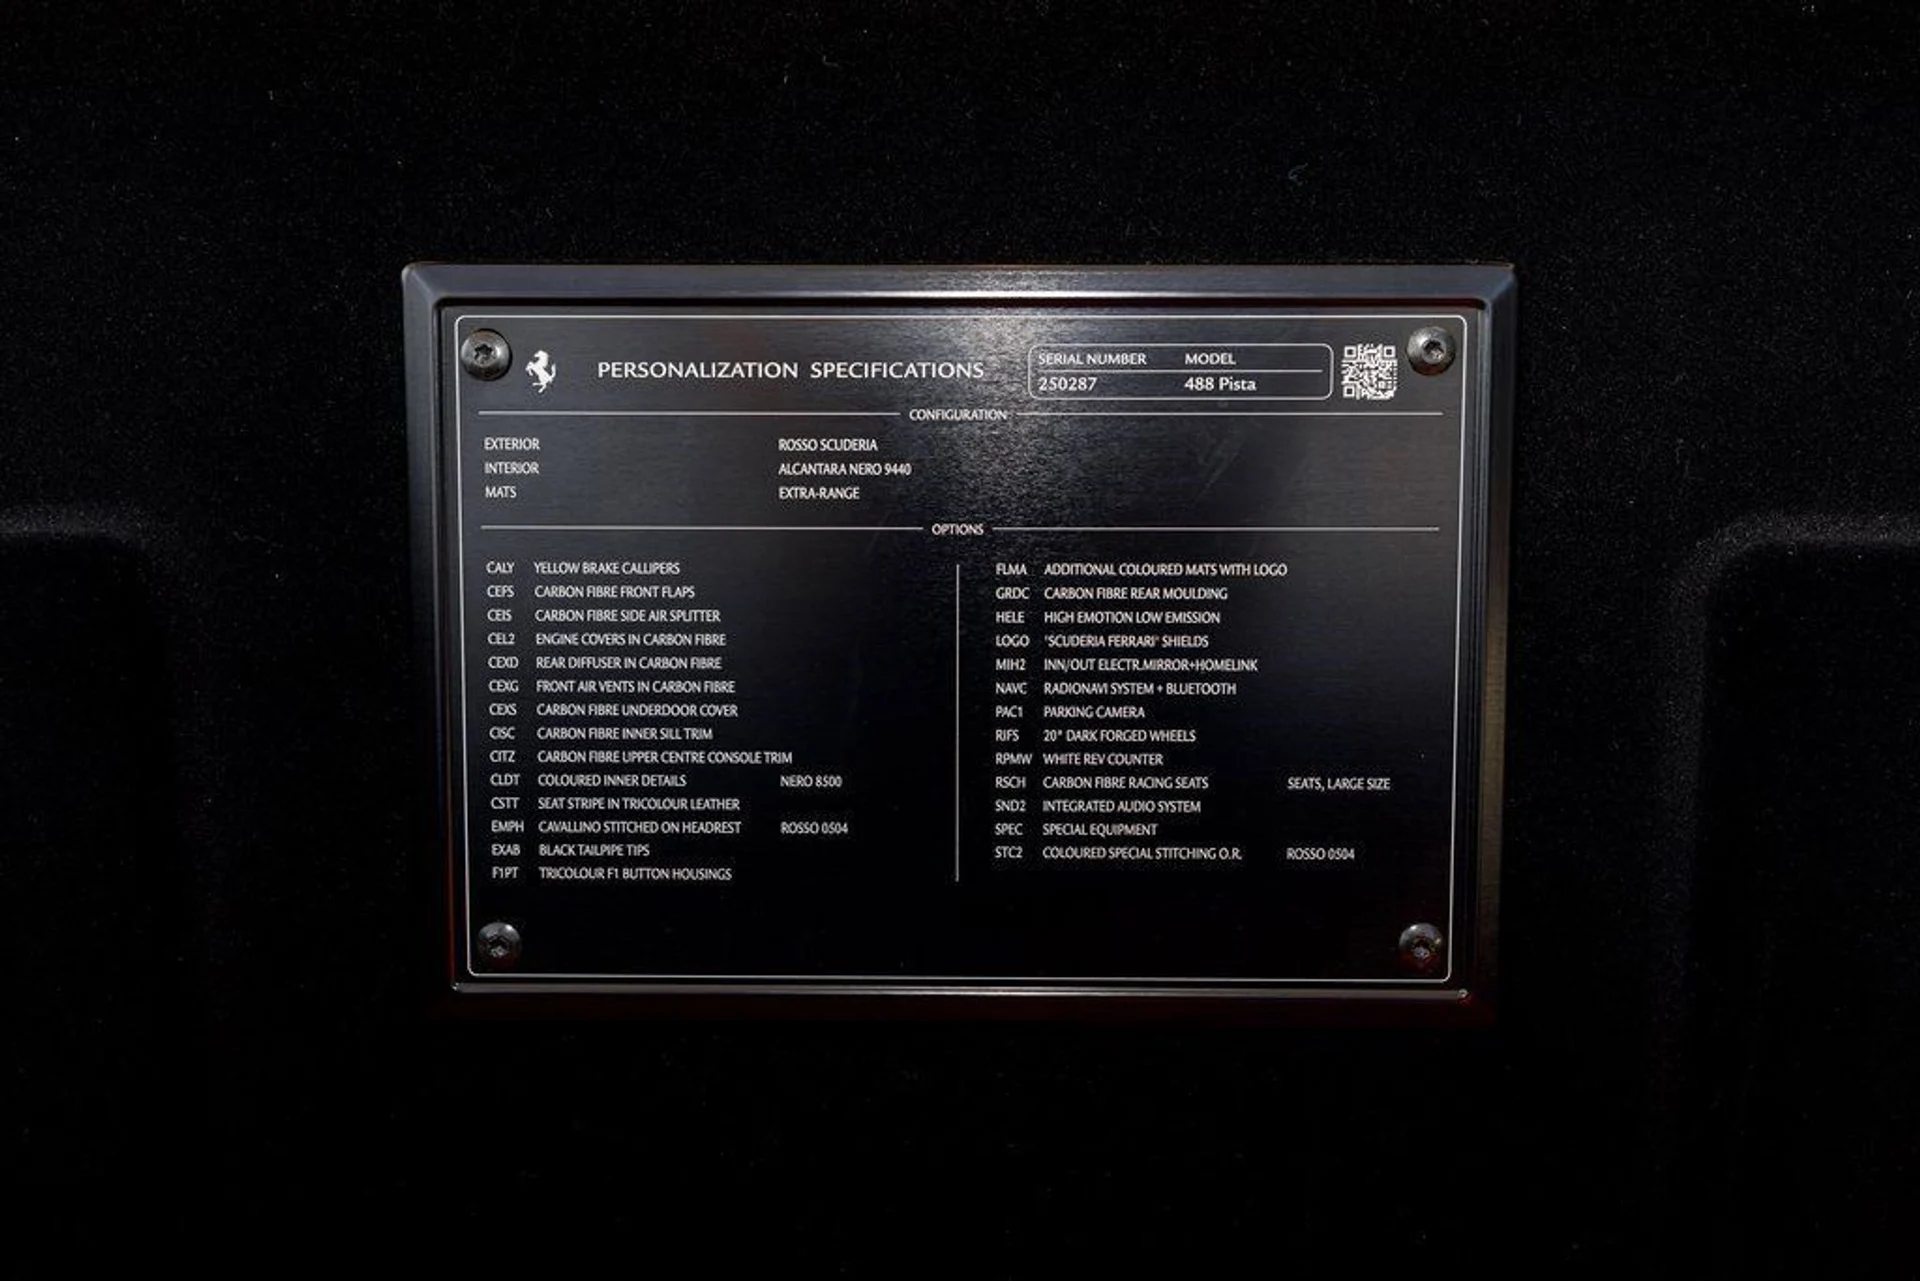 PERSONALIZATION SPECIFICATIONS
SERIAL NUMBER MODEL
250287 488 Pista
CONFIGURATION
EXTERIOR ROSSO SCUDERIA
INTERIOR ALCANTARA NERO 9440
MATS EXTRA-RANGE
OPTIONS
CALY YELLOW BRAKE CALLIPERS
CEFS CARBON FIBRE FRONT FLAPS
CEIS CARBON FIBRE SIDE AIR SPLITTER
CEL2 ENGINE COVERS IN CARBON FIBRE
CEXD REAR DIFFUSER IN CARBON FIBRE
CEXG FRONT AIR VENTS IN CARBON FIBRE
CEXS CARBON FIBRE UNDERDOOR COVER
CISC CARBON FIBRE INNER SILL TRIM
CITZ CARBON FIBRE UPPER CENTRE CONSOLE TRIM
CLDT COLOURED INNER DETAILS NERO 8500
CSTT SEAT STRIPE IN TRICOLOUR LEATHER
EMPH CAVALLINO STITCHED ON HEADREST ROSSO 0504
EXAB BLACK TAILPIPE TIPS
F1PT TRICOLOUR F1 BUTTON HOUSINGS
FLMA ADDITIONAL COLOURED MATS WITH LOGO
GRDC CARBON FIBRE REAR MOULDING
HELE HIGH EMOTION LOW EMISSION
LOGO "SCUDERIA FERRARI" SHIELDS
MIH2 INN/OUT ELECTR.MIRROR+HOMELINK
NAVC RADIONAVI SYSTEM + BLUETOOTH
PAC1 PARKING CAMERA
RIFS 20" DARK FORGED WHEELS
RPMW WHITE REV COUNTER
RSCH CARBON FIBRE RACING SEATS SEATS, LARGE SIZE
SND2 INTEGRATED AUDIO SYSTEM
SPEC SPECIAL EQUIPMENT
STC2 COLOURED SPECIAL STITCHING O.R. ROSSO 0504